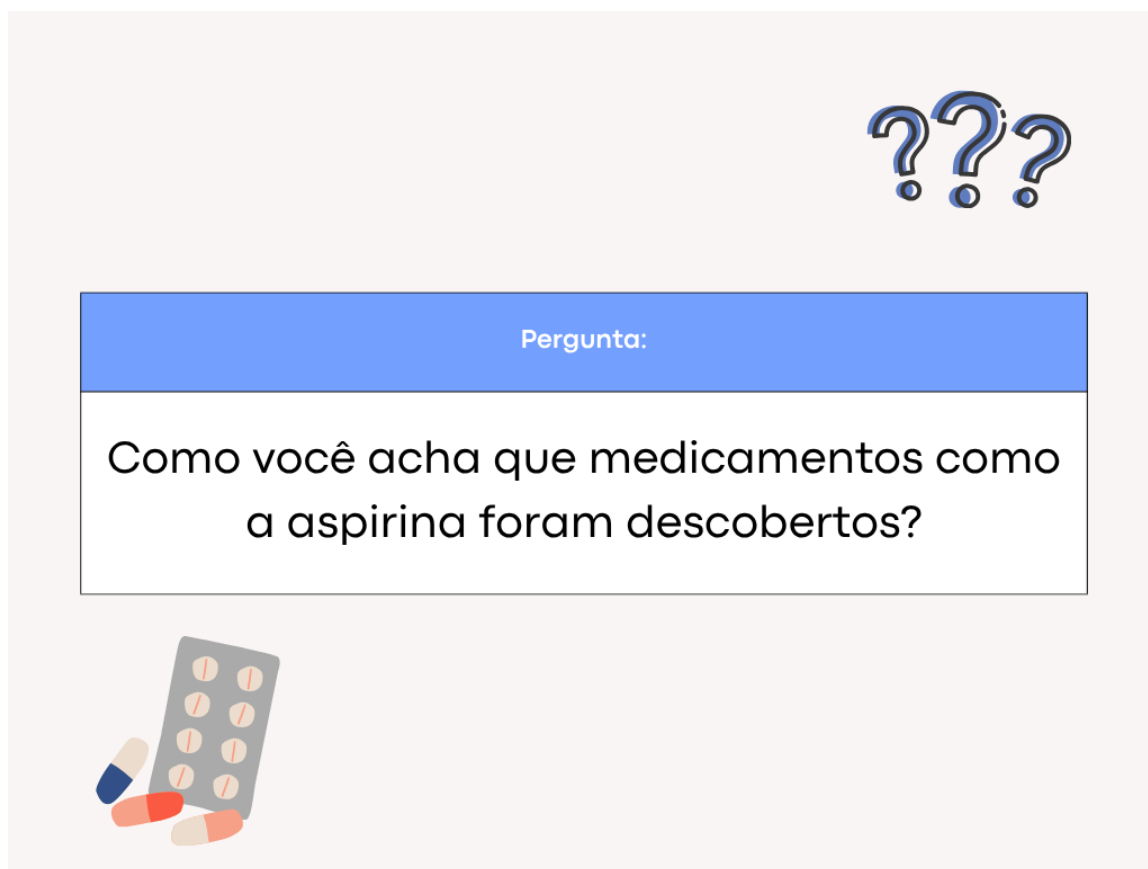 ???
Pergunta:
Como você acha que medicamentos como
a aspirina foram descobertos?